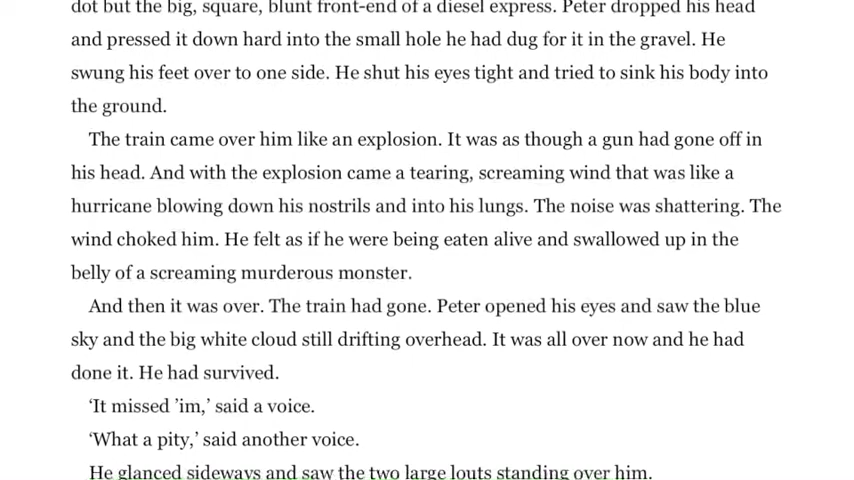 dot but the big, square, blunt front-end of a diesel express. Peter dropped his head
and pressed it down hard into the small hole he had dug for it in the gravel. He
swung his feet over to one side. He shut his eyes tight and tried to sink his body into
the ground.
The train came over him like an explosion. It was as though a gun had gone off in
his head. And with the explosion came a tearing, screaming wind that was like a
hurricane blowing down his nostrils and into his lungs. The noise was shattering. The
wind choked him. He felt as if he were being eaten alive and swallowed up in the
belly of a screaming murderous monster.
And then it was over. The train had gone. Peter opened his eyes and saw the blue
sky and the big white cloud still drifting overhead. It was all over now and he had
done it. He had survived.
‘It missed ’im,’ said a voice.
‘What a pity,’ said another voice.
He glanced sideways and saw the two large louts standing over him.